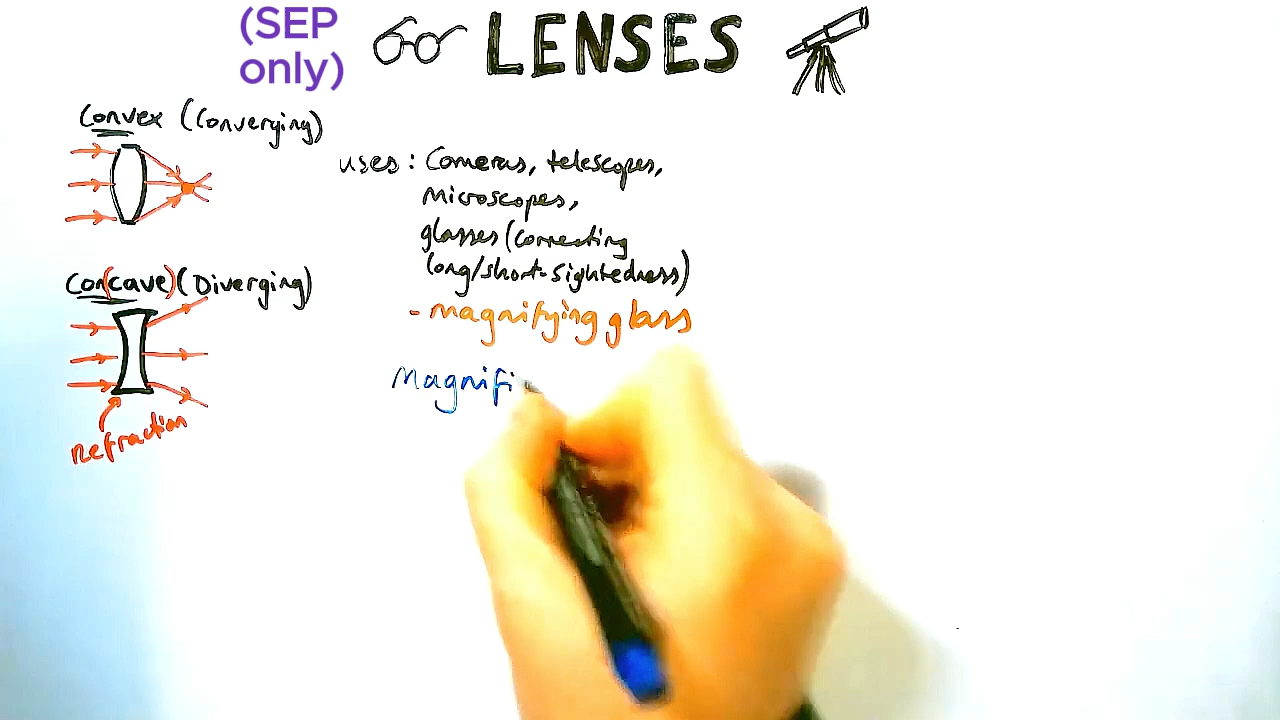 (SEP
only)
LENSES
Convex (Converging)
uses: Cameras, telescopes,
Microscopes,
glasses (correcting
long/short-sightedness)
- magnifying glass
Concave (Diverging)
Refraction
Magnifi